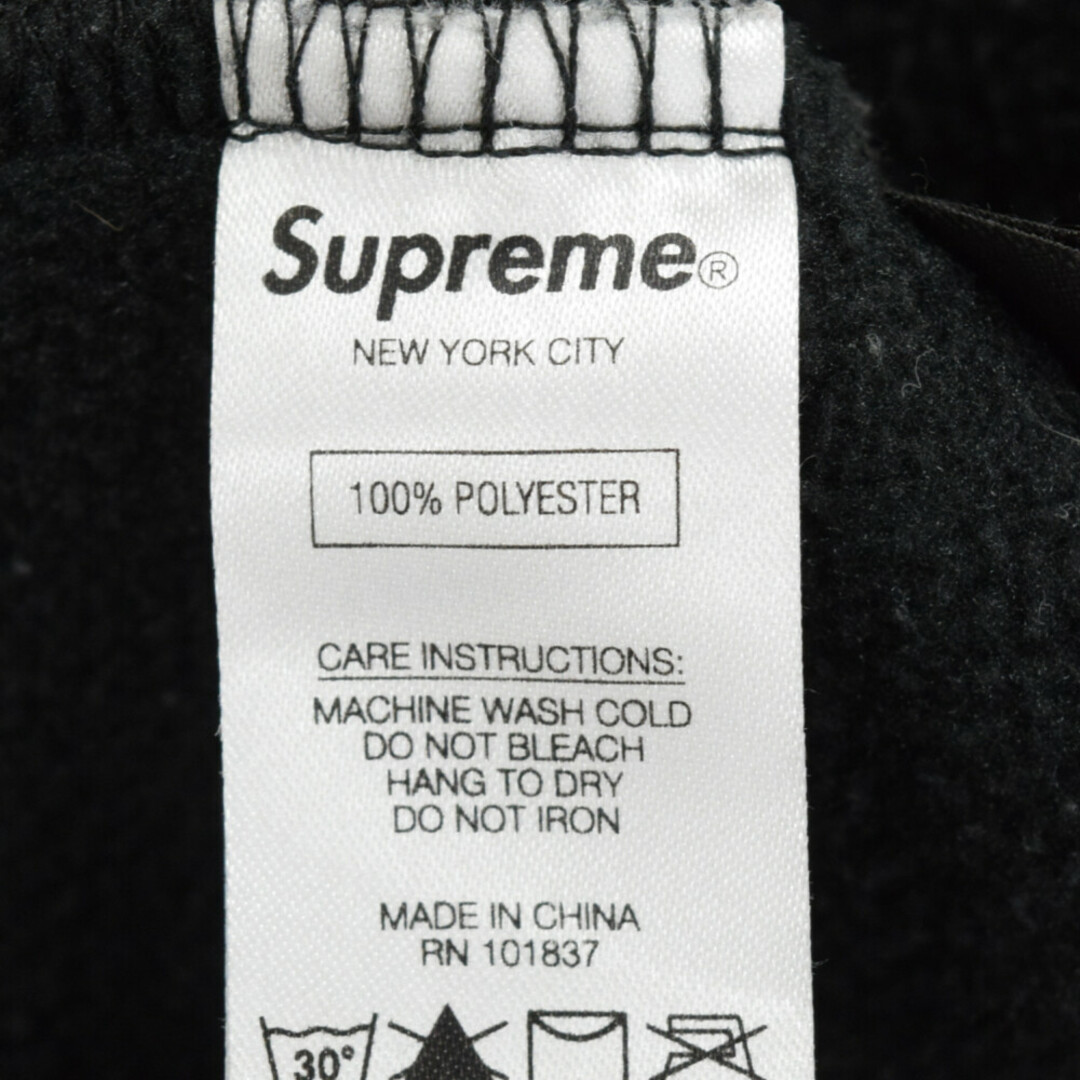 Supreme®
NEW YORK CITY
100% POLYESTER
CARE INSTRUCTIONS:
MACHINE WASH COLD
DO NOT BLEACH
HANG TO DRY
DO NOT IRON
MADE IN CHINA
RN 101837
30°